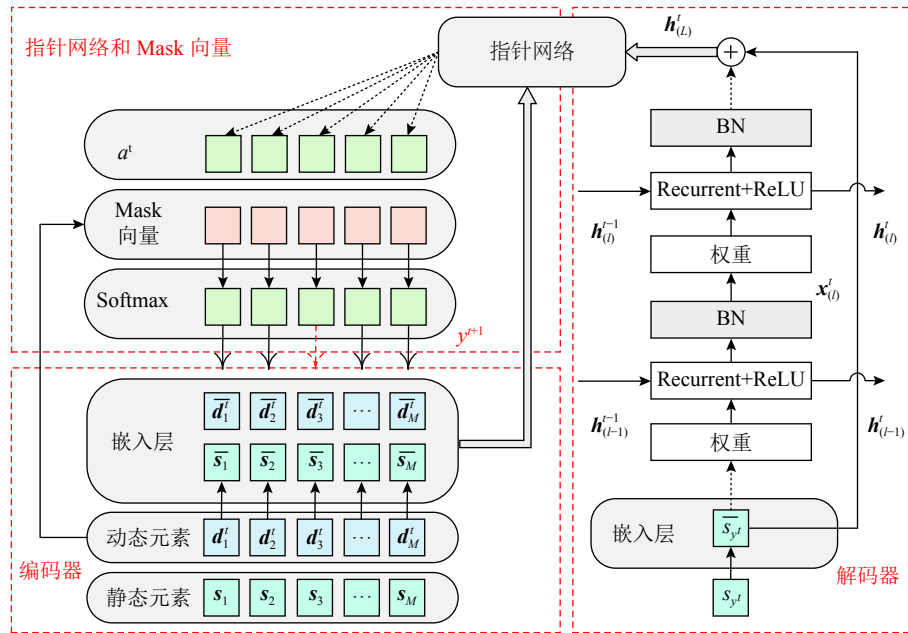 指针网络和 Mask 向量
指针网络
h^t_(L)
+
a^t
BN
Mask
向量
Recurrent+ReLU
h^{t-1}_(l)
h^t_(l)
权重
x^t_(l)
Softmax
BN
y^{t+1}
Recurrent+ReLU
h^{t-1}_(l-1)
h^t_(l-1)
权重
嵌入层
d̅^t_1 d̅^t_2 d̅^t_3 ··· d̅^t_M
s̅_1 s̅_2 s̅_3 ··· s̅_M
动态元素 d^t_1 d^t_2 d^t_3 ··· d^t_M
编码器
静态元素 s_1 s_2 s_3 ··· s_M
嵌入层 s̅_{y^t}
解码器
s_{y^t}